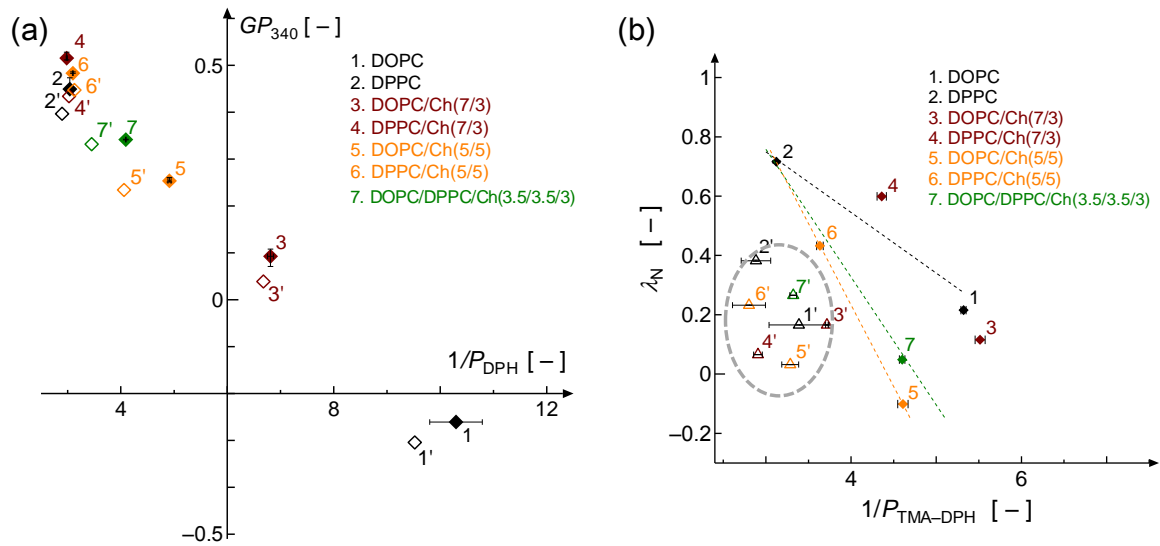 (a)
GP340 [ – ]
4
6
2
6'
2'
4'
7'
7
5'
5
3
3'
1
1'
0.5
0
–0.5
4
8
12
1/PDPH [ – ]
1. DOPC
2. DPPC
3. DOPC/Ch(7/3)
4. DPPC/Ch(7/3)
5. DOPC/Ch(5/5)
6. DPPC/Ch(5/5)
7. DOPC/DPPC/Ch(3.5/3.5/3)
(b)
λN [ – ]
1
0.8
0.6
0.4
0.2
0
–0.2
2
4
6
2'
6'
7'
1'
3'
4'
5'
1
3
7
5
4
6
1/PTMA–DPH [ – ]
1. DOPC
2. DPPC
3. DOPC/Ch(7/3)
4. DPPC/Ch(7/3)
5. DOPC/Ch(5/5)
6. DPPC/Ch(5/5)
7. DOPC/DPPC/Ch(3.5/3.5/3)